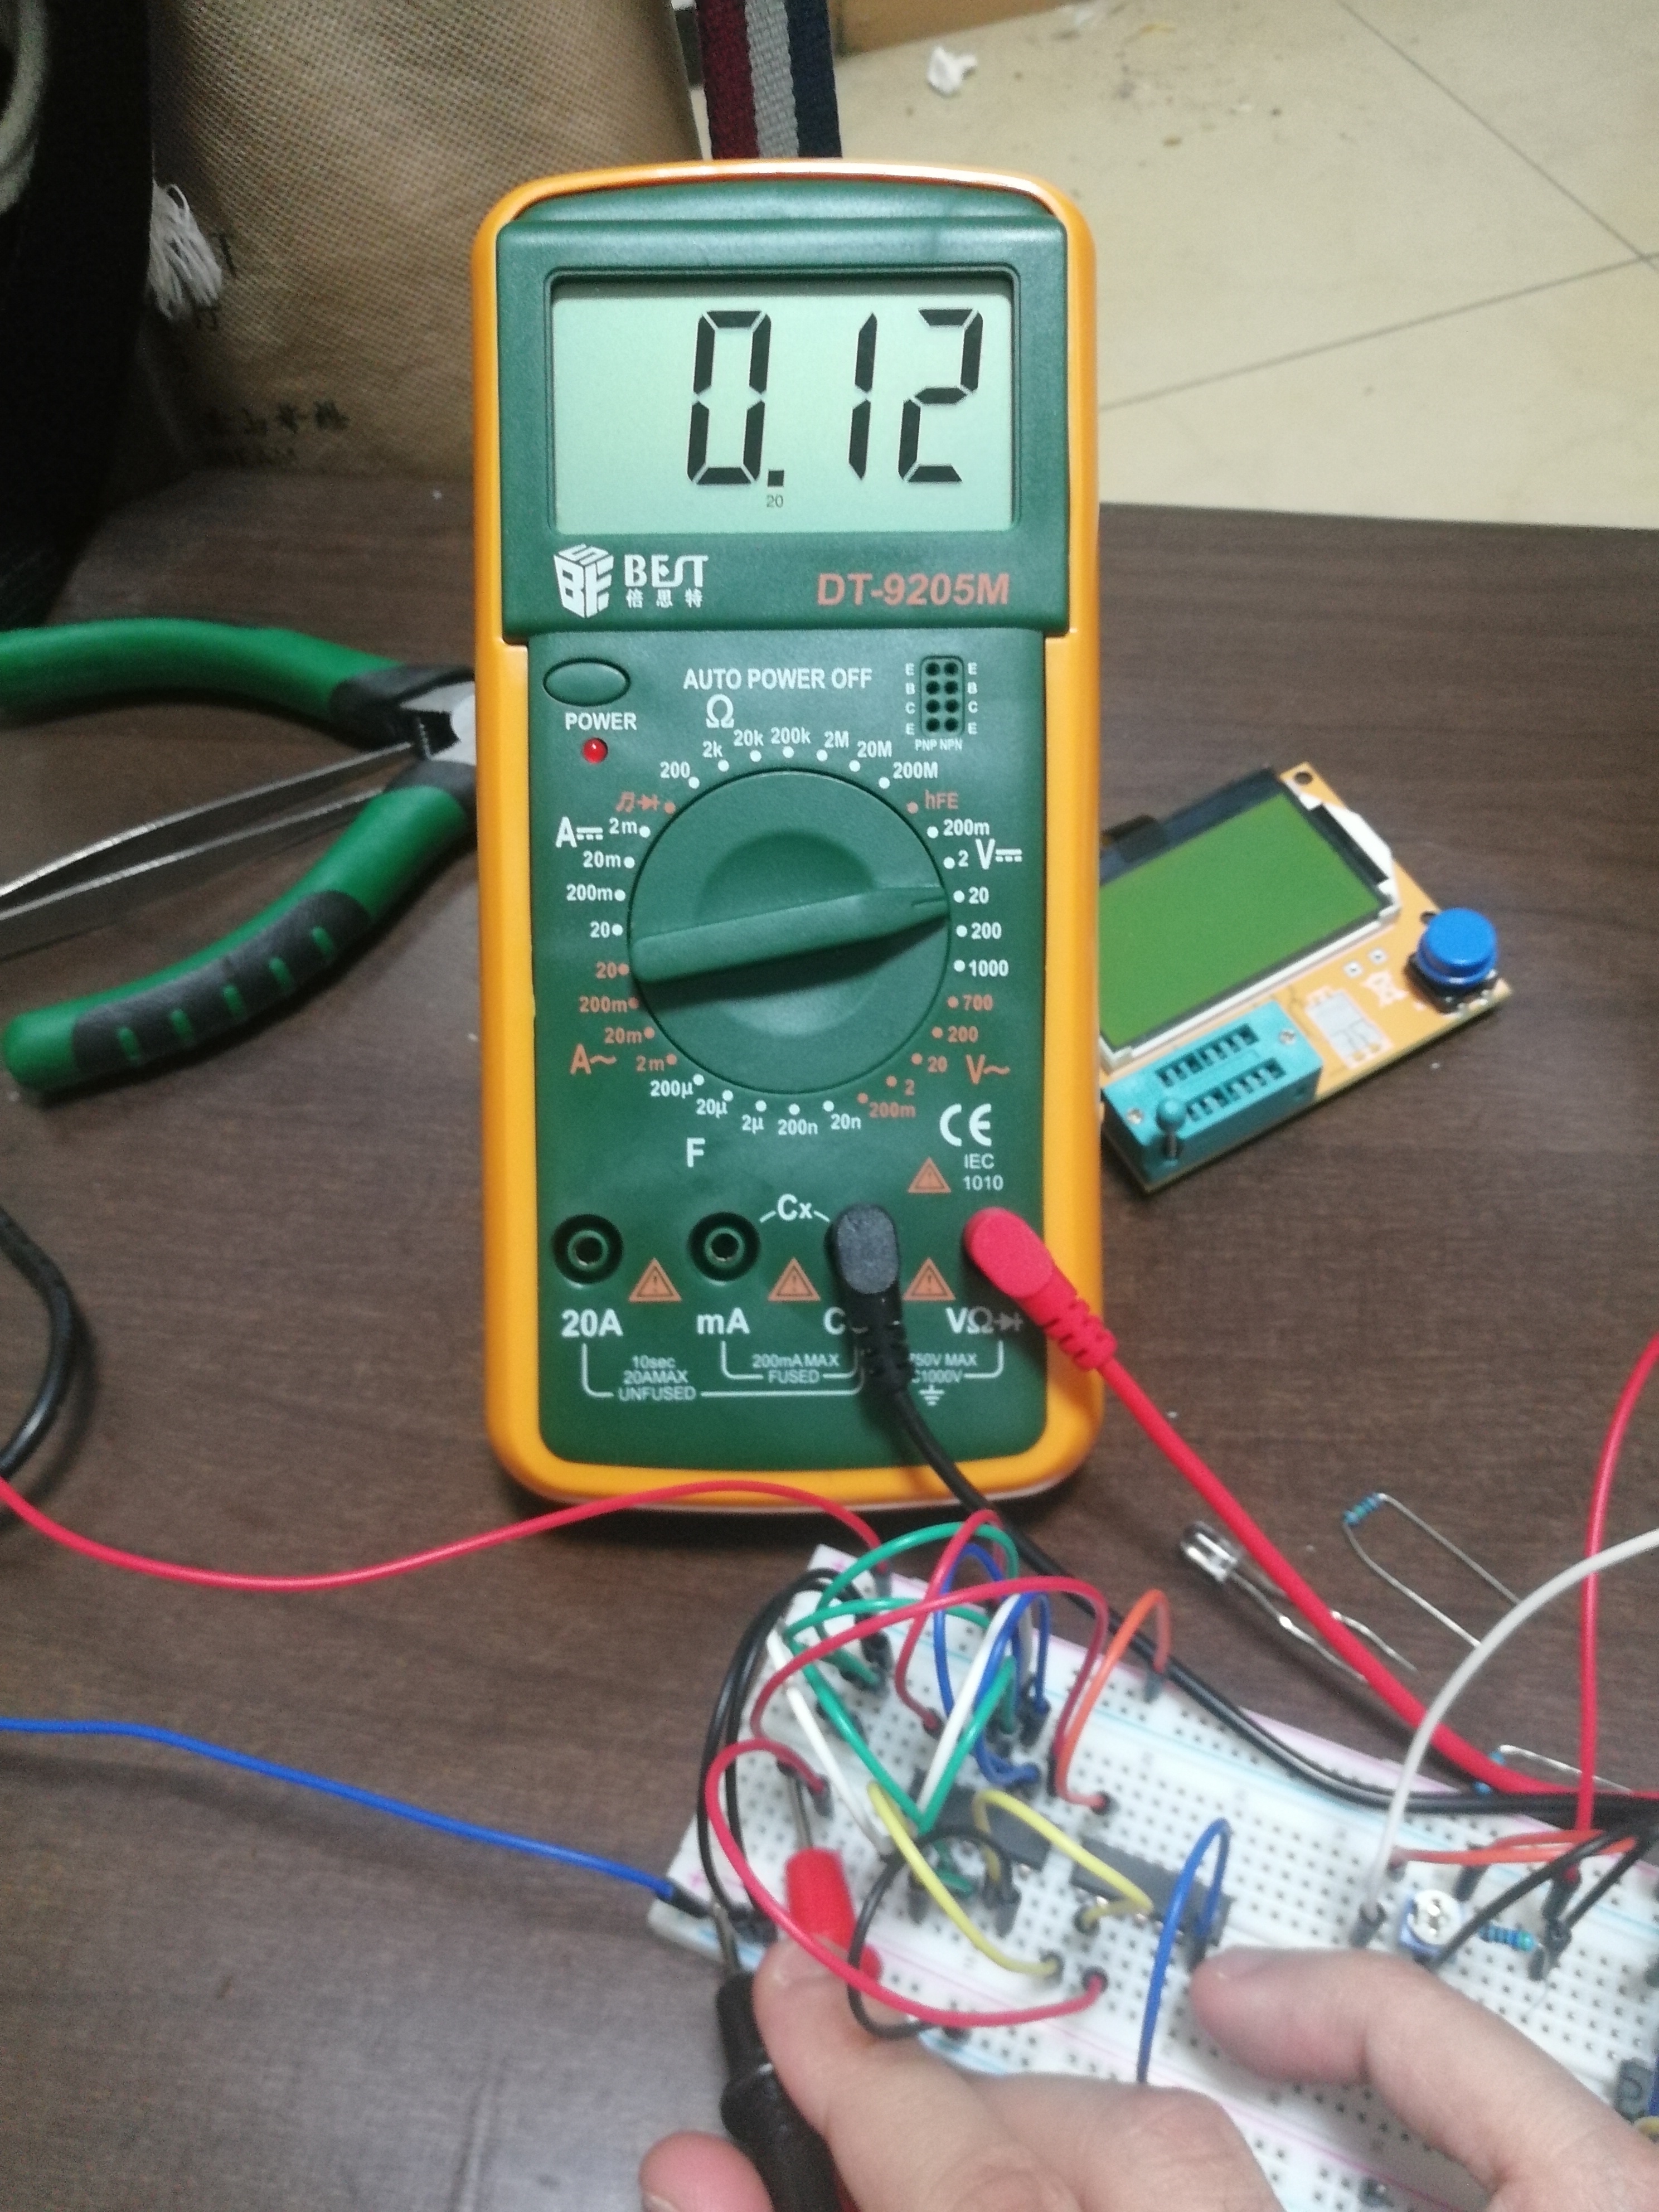 0.12
20
BEST
倍思特
DT-9205M
AUTO POWER OFF
POWER
E
B
C
E
E
B
C
E
PNP NPN
Ω
200
2k
20k
200k
2M
20M
200M
hFE
200m
2
V
20
200
1000
700
200
20
V~
2
200m
20n
200n
2µ
20µ
200µ
F
2m
A~
20m
200m
20
20
200m
20m
A
2m
CE
IEC
1010
Cx
20A
mA
VΩ
10sec
20AMAX
UNFUSED
200mA MAX
FUSED
750V MAX
C1000V